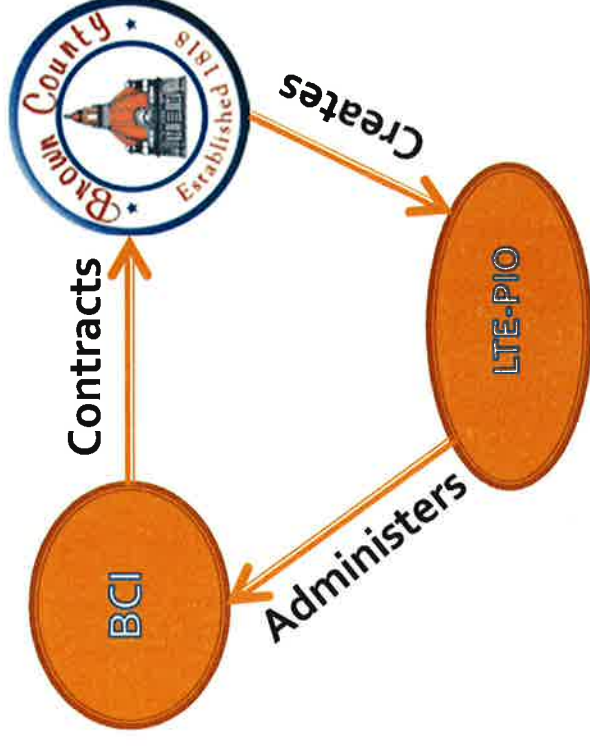 Brown County
Established 1818
Contracts
Creates
LTE-PIO
Administers
BCI